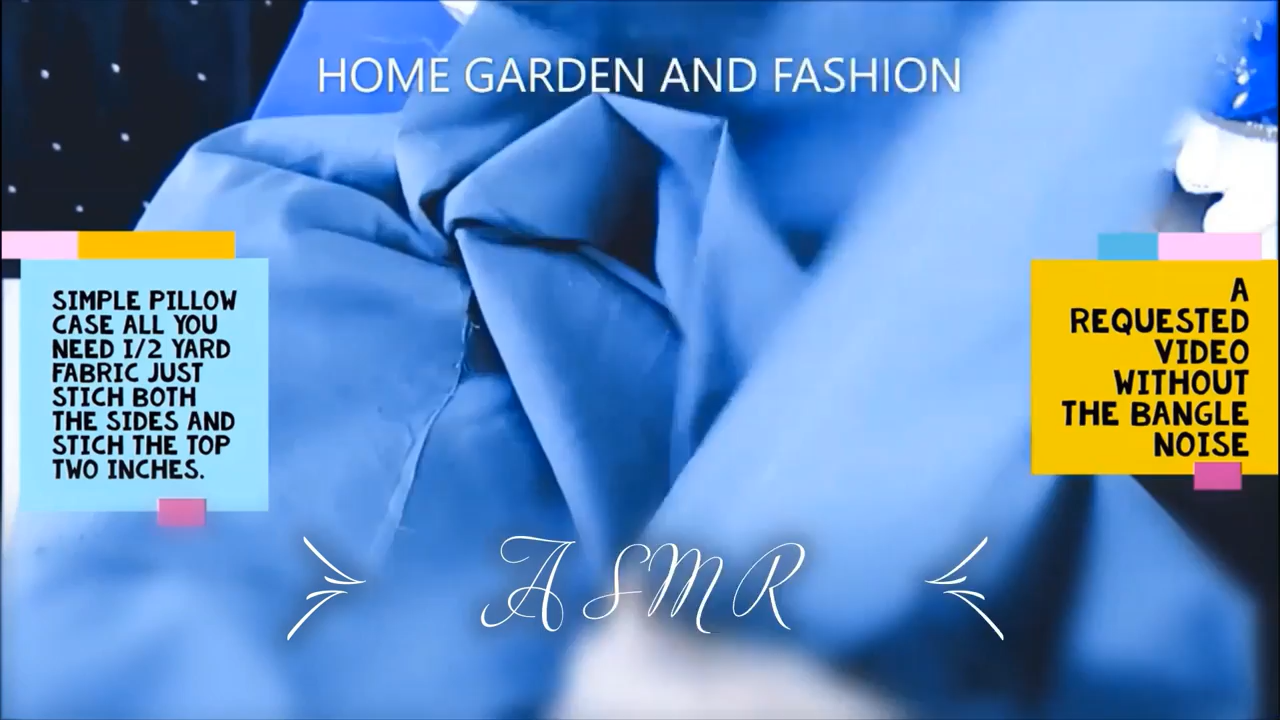 HOME GARDEN AND FASHION
SIMPLE PILLOW
CASE ALL YOU
NEED 1/2 YARD
FABRIC JUST
STICH BOTH
THE SIDES AND
STICH THE TOP
TWO INCHES.
A
REQUESTED
VIDEO
WITHOUT
THE BANGLE
NOISE
ASMR